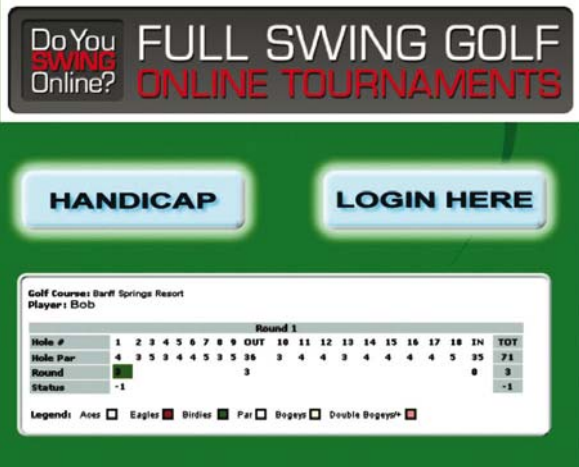 Do You FULL SWING GOLF
SWING
Online? ONLINE TOURNAMENTS
HANDICAP LOGIN HERE
Golf Course: Banff Springs Resort
Player: Bob
Round 1
Hole # 1 2 3 4 5 6 7 8 9 OUT 10 11 12 13 14 15 16 17 18 IN TOT
Hole Par 4 3 5 3 4 4 5 3 5 36 3 4 4 3 4 4 4 4 5 35 71
Round 3 3 0 3
Status -1 -1
Legend: Aces Eagles Birdies Par Bogeys Double Bogeys/+